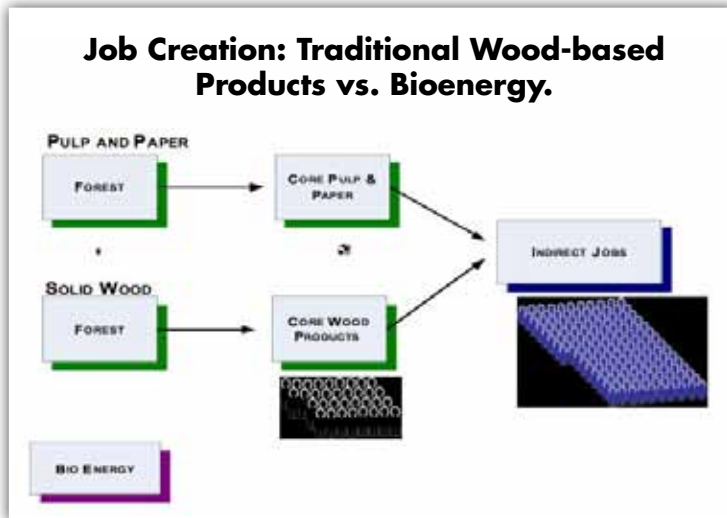 Job Creation: Traditional Wood-based
Products vs. Bioenergy.
PULP AND PAPER
FOREST
CORE PULP &
PAPER
INDIRECT JOBS
SOLID WOOD
FOREST
CORE WOOD
PRODUCTS
BIO ENERGY